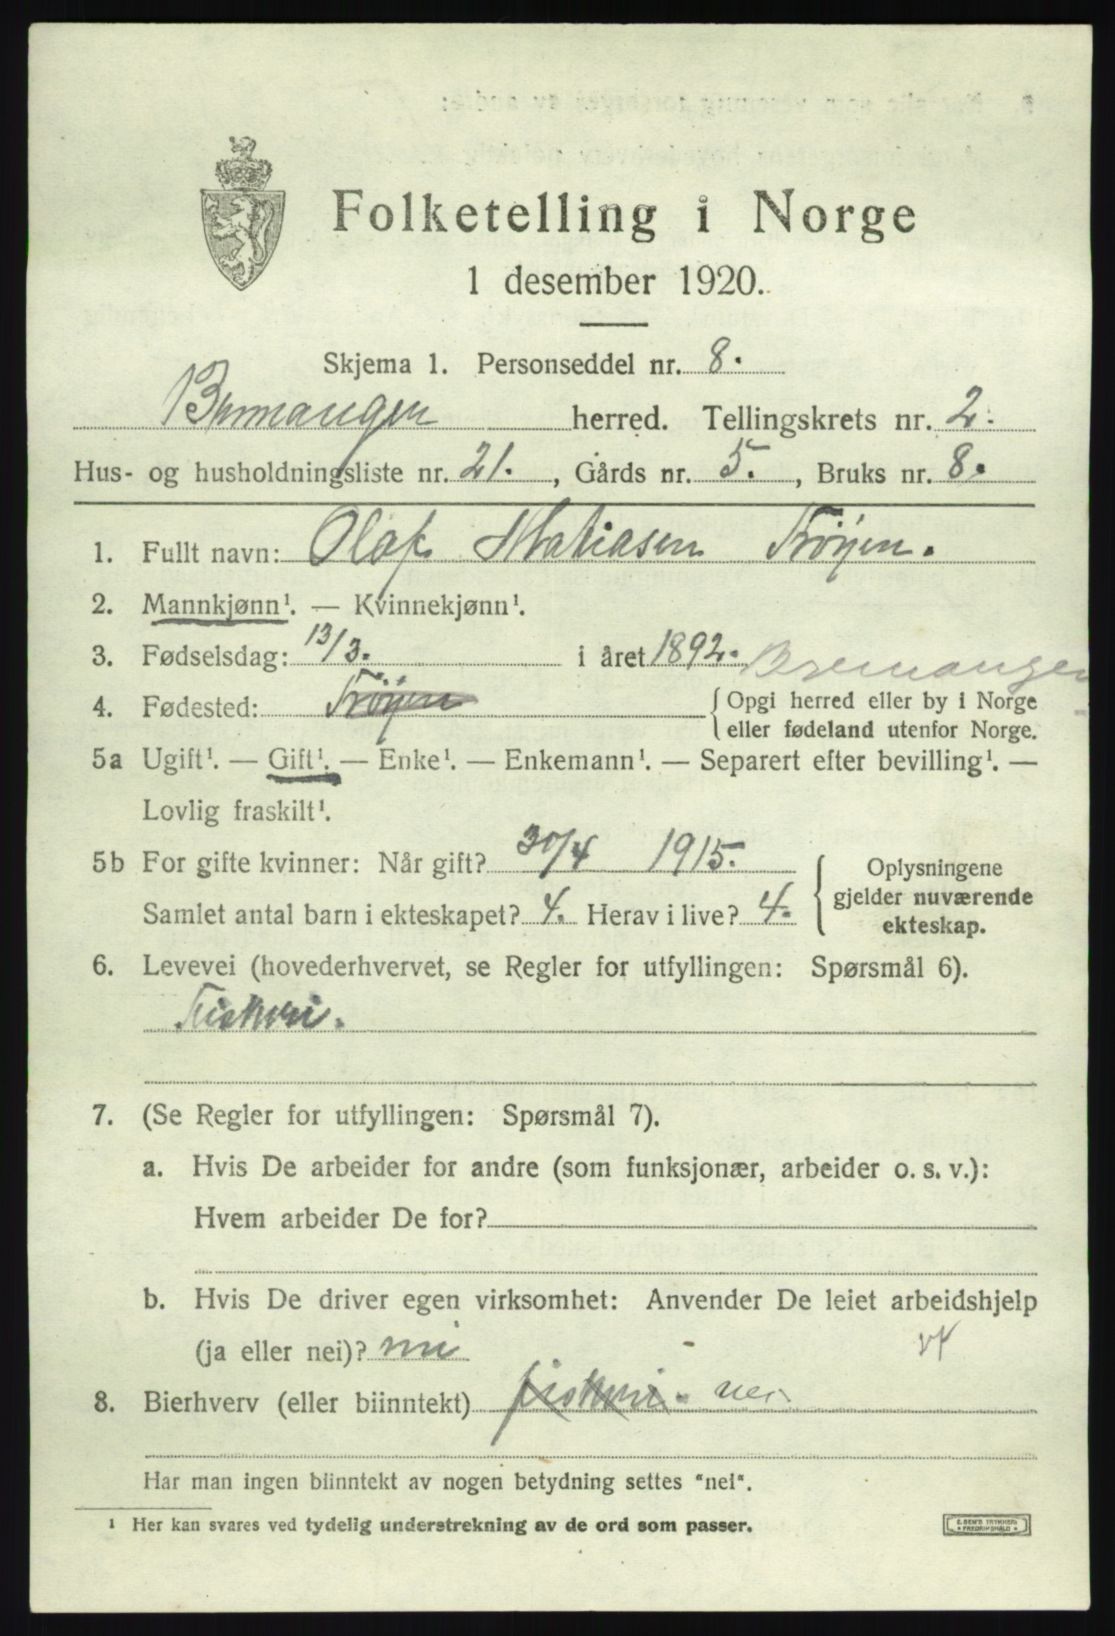 Folketelling i Norge
1 desember 1920.
Skjema 1. Personseddel nr. 8.
Bremanger herred. Tellingskrets nr. 2.
Hus- og husholdningsliste nr. 21. , Gårds nr. 5. , Bruks nr. 8.
1. Fullt navn: Olaf Matiasen Frøyen.
2. Mannkjønn¹. — Kvinnekjønn¹.
3. Fødselsdag: 13/3. i året 1892. Bremanger
4. Fødested: Frøyen { Opgi herred eller by i Norge
eller fødeland utenfor Norge.
5a Ugift¹. — Gift¹. — Enke¹. — Enkemann¹. — Separert efter bevilling¹. —
Lovlig fraskilt¹.
5b For gifte kvinner: Når gift? 30/4 1915.
Samlet antal barn i ekteskapet? 4. Herav i live? 4.
{ Oplysningene
gjelder nuværende
ekteskap.
6. Levevei (hovederhvervet, se Regler for utfyllingen: Spørsmål 6).
Fiskeri.
7. (Se Regler for utfyllingen: Spørsmål 7).
a. Hvis De arbeider for andre (som funksjonær, arbeider o. s. v.):
Hvem arbeider De for?
b. Hvis De driver egen virksomhet: Anvender De leiet arbeidshjelp
(ja eller nei)? nei
8. Bierhverv (eller biinntekt) fiskeri. nei.
Har man ingen biinntekt av nogen betydning settes "nei".
¹ Her kan svares ved tydelig understrekning av de ord som passer.